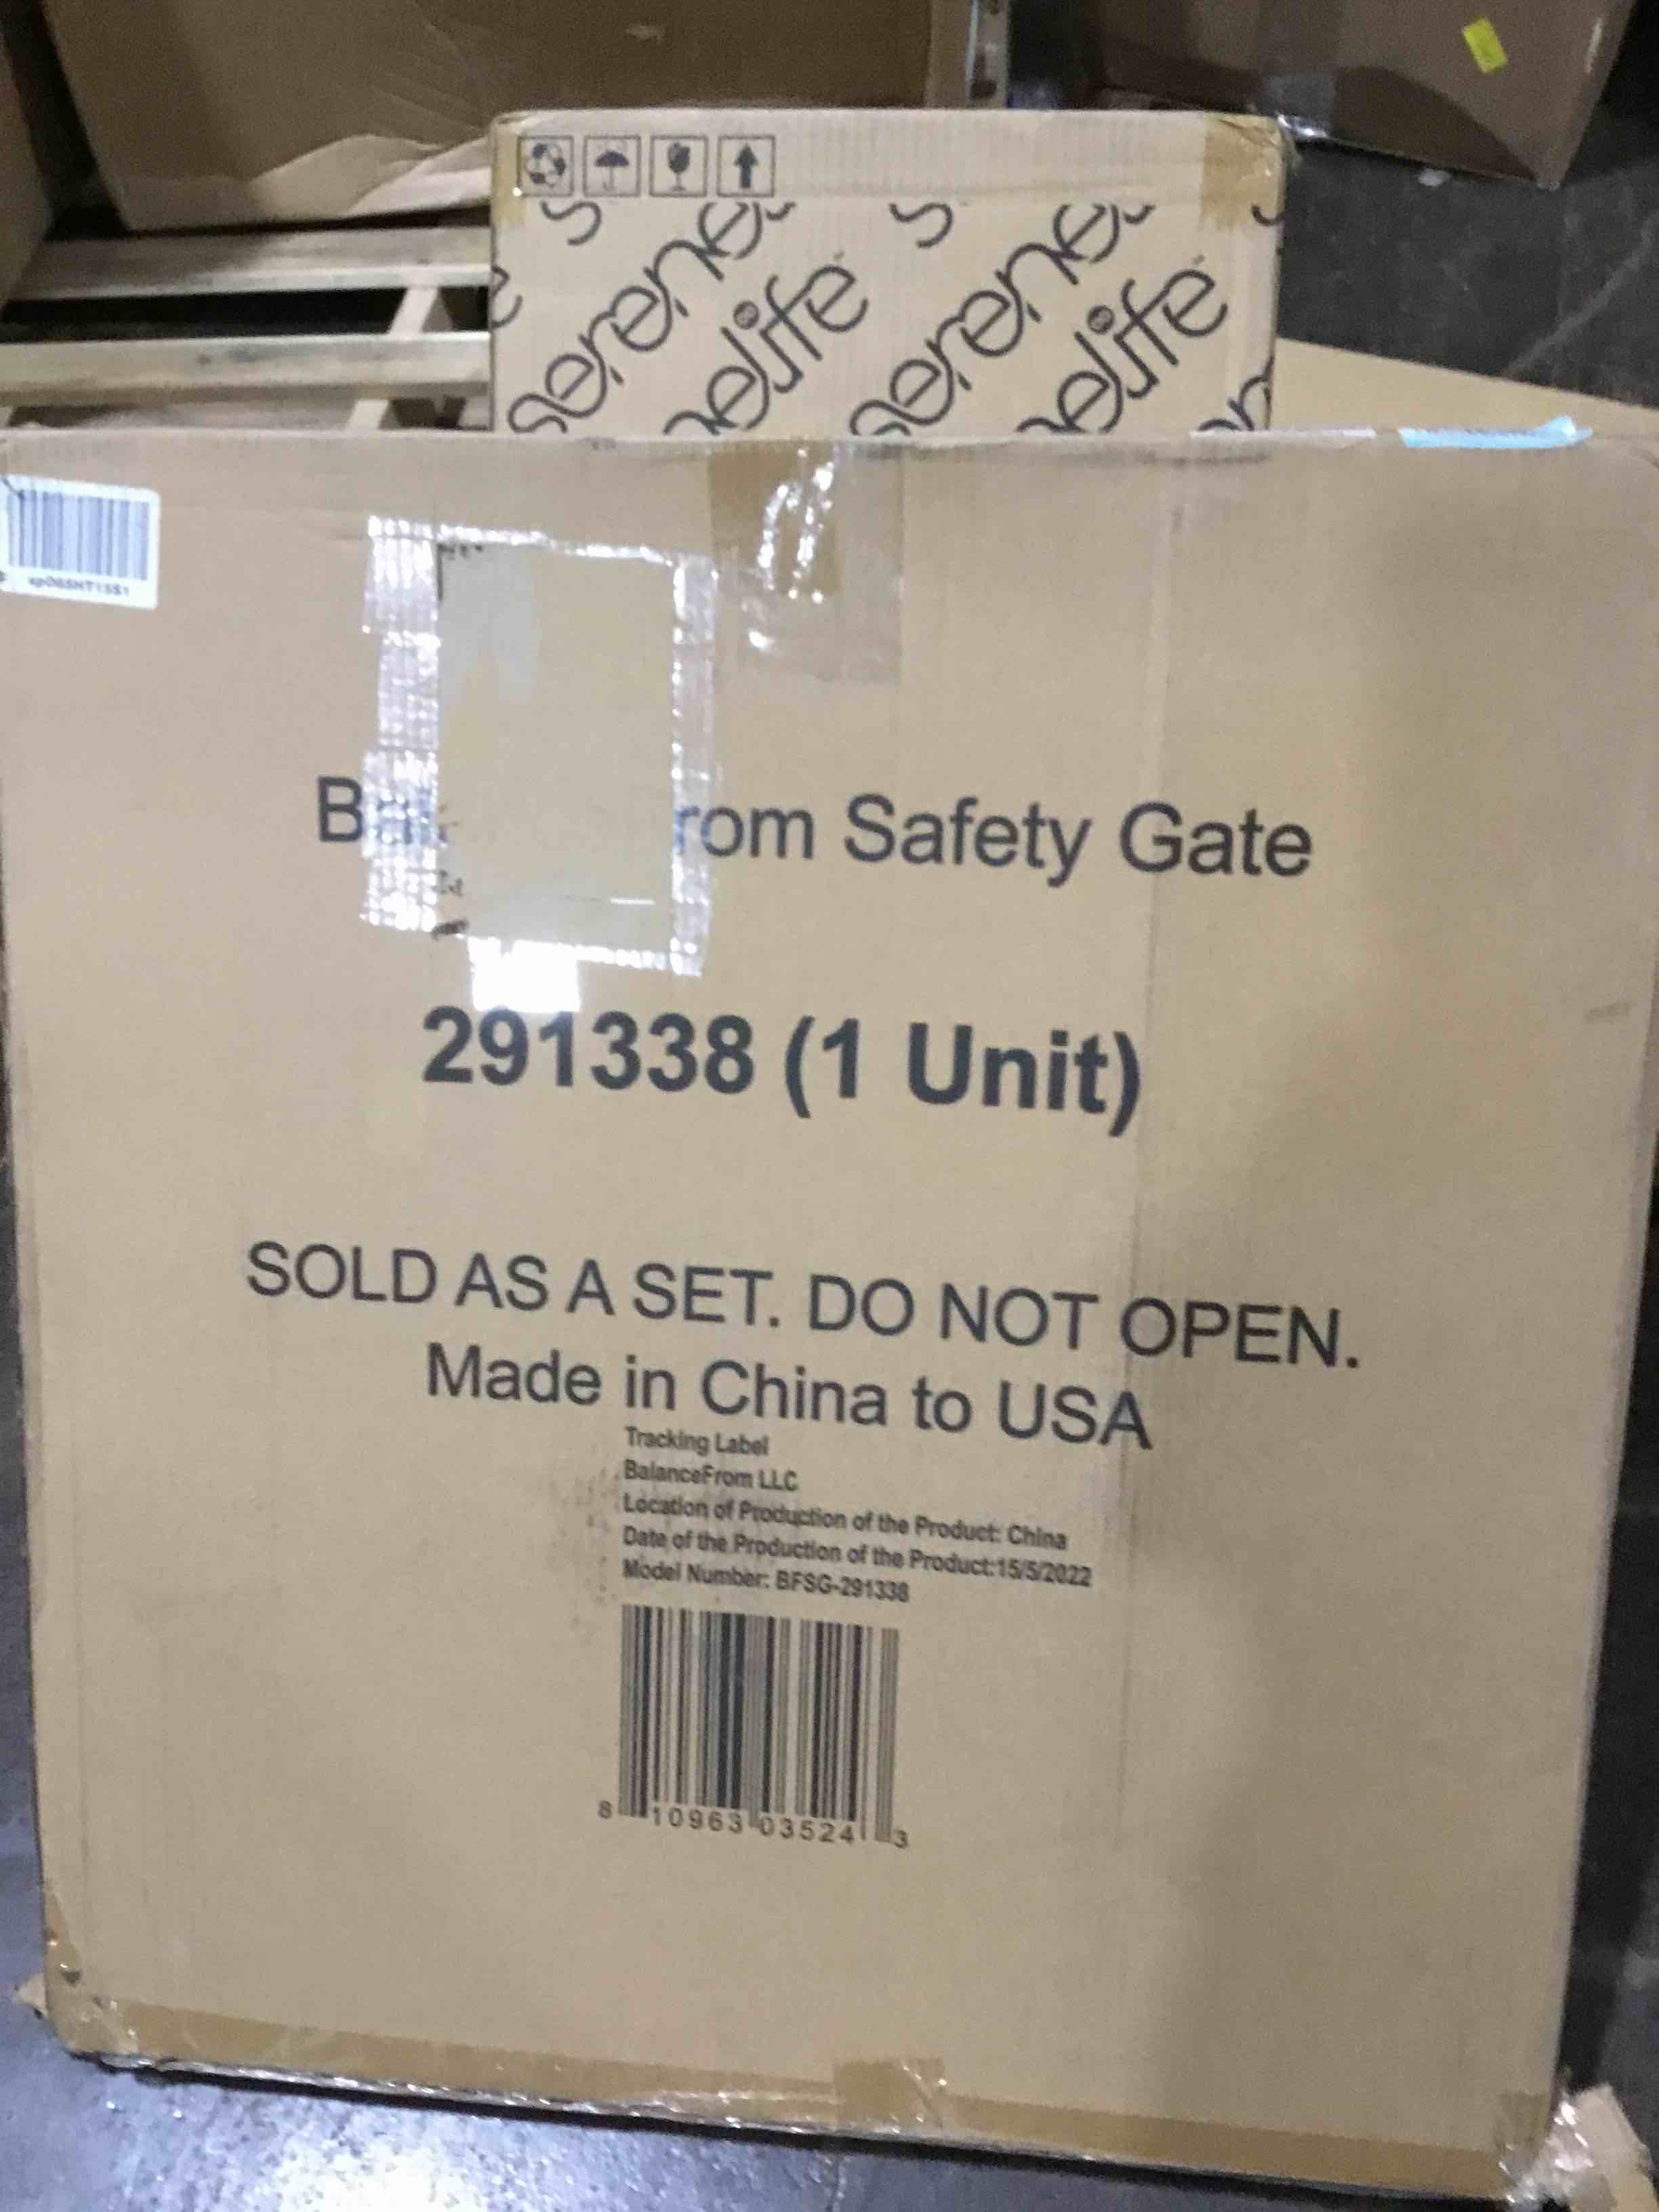 serene
elife
serene
elife
rom Safety Gate
291338 (1 Unit)
SOLD AS A SET. DO NOT OPEN.
Made in China to USA
Tracking Label
BalanceFrom LLC
Location of Production of the Product: China
Date of the Production of the Product:15/5/2022
Model Number: BFSG-291338
8 10963 03524 3